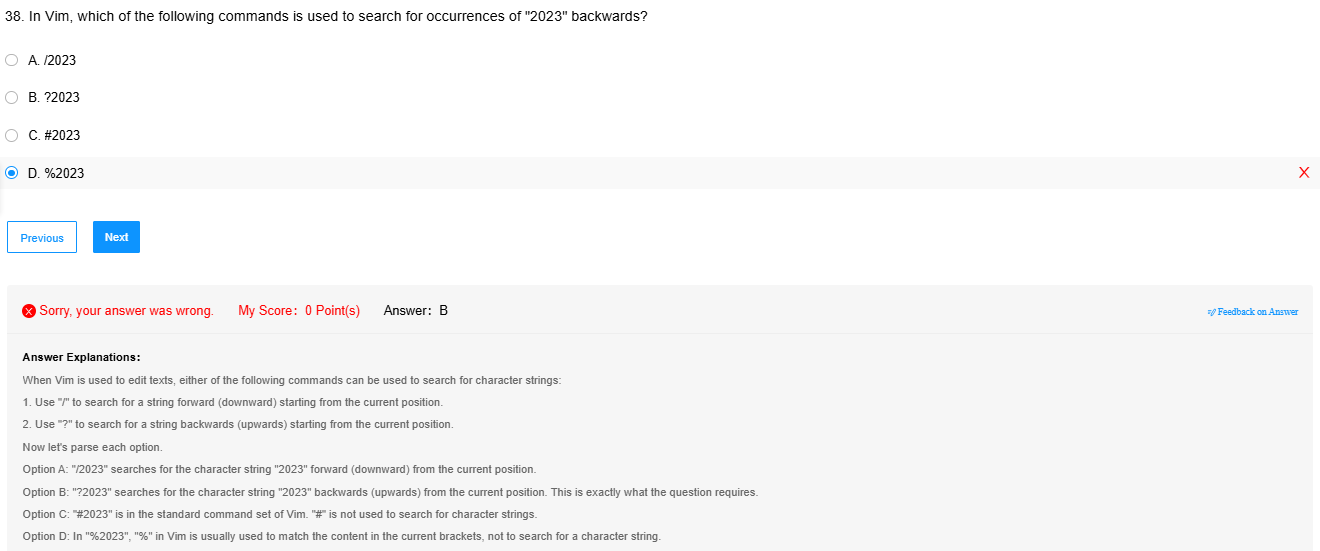 38. In Vim, which of the following commands is used to search for occurrences of "2023" backwards?
A. /2023
B. ?2023
C. #2023
D. %2023
X
Previous
Next
Sorry, your answer was wrong. My Score: 0 Point(s) Answer: B
Feedback on Answer
Answer Explanations:
When Vim is used to edit texts, either of the following commands can be used to search for character strings:
1. Use "/" to search for a string forward (downward) starting from the current position.
2. Use "?" to search for a string backwards (upwards) starting from the current position.
Now let's parse each option.
Option A: "/2023" searches for the character string "2023" forward (downward) from the current position.
Option B: "?2023" searches for the character string "2023" backwards (upwards) from the current position. This is exactly what the question requires.
Option C: "#2023" is in the standard command set of Vim. "#" is not used to search for character strings.
Option D: In "%2023", "%" in Vim is usually used to match the content in the current brackets, not to search for a character string.